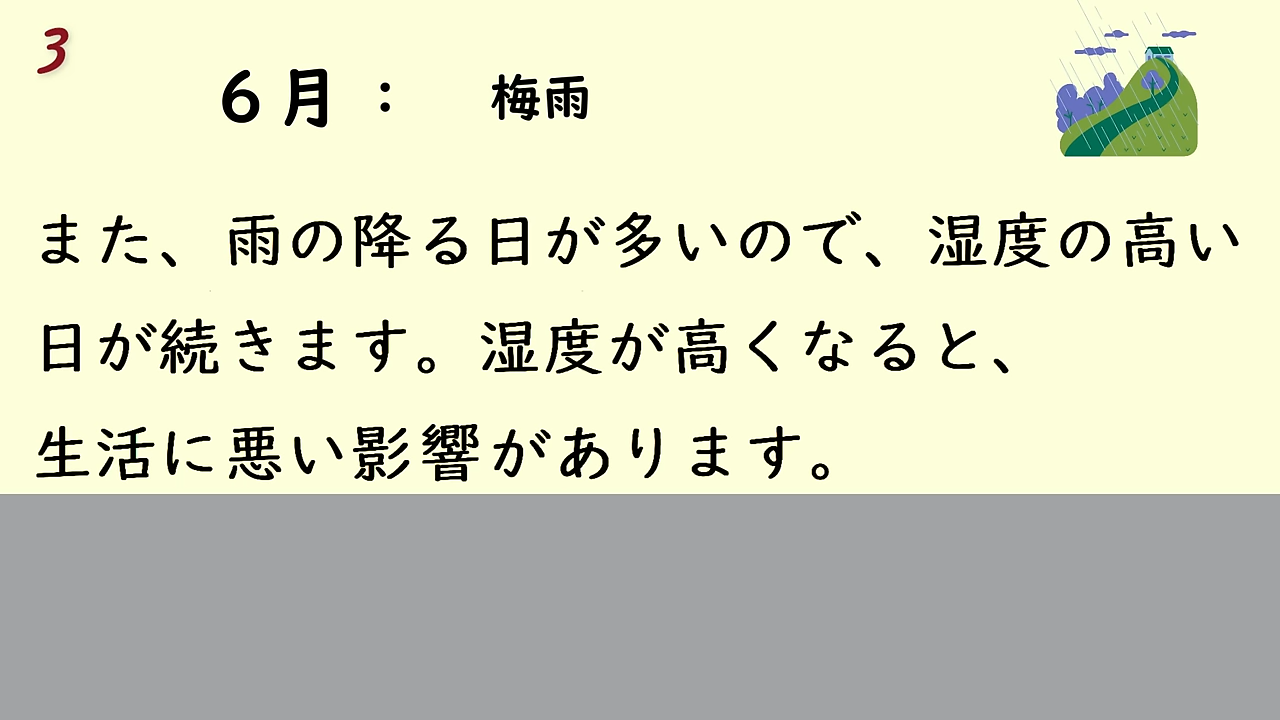 3
6月： 梅雨
また、雨の降る日が多いので、湿度の高い
日が続きます。湿度が高くなると、
生活に悪い影響があります。